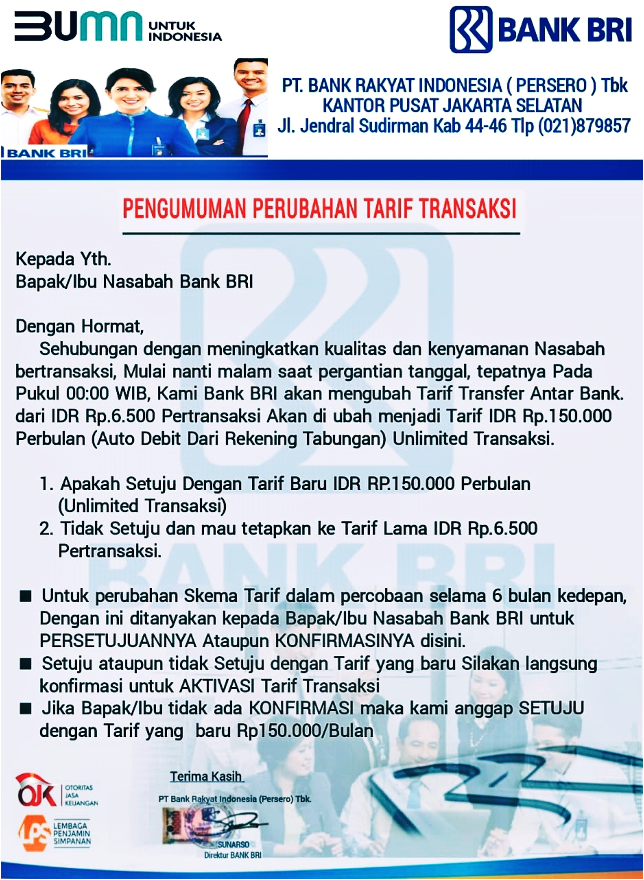 BUMN UNTUK
INDONESIA
BANK BRI
BANK BRI
PT. BANK RAKYAT INDONESIA ( PERSERO ) Tbk
KANTOR PUSAT JAKARTA SELATAN
Jl. Jendral Sudirman Kab 44-46 Tlp (021)879857
PENGUMUMAN PERUBAHAN TARIF TRANSAKSI
Kepada Yth.
Bapak/Ibu Nasabah Bank BRI
Dengan Hormat,
Sehubungan dengan meningkatkan kualitas dan kenyamanan Nasabah
bertransaksi, Mulai nanti malam saat pergantian tanggal, tepatnya Pada
Pukul 00:00 WIB, Kami Bank BRI akan mengubah Tarif Transfer Antar Bank.
dari IDR Rp.6.500 Pertransaksi Akan di ubah menjadi Tarif IDR Rp.150.000
Perbulan (Auto Debit Dari Rekening Tabungan) Unlimited Transaksi.
1. Apakah Setuju Dengan Tarif Baru IDR RP.150.000 Perbulan
(Unlimited Transaksi)
2. Tidak Setuju dan mau tetapkan ke Tarif Lama IDR Rp.6.500
Pertransaksi.
BANK BRI
■ Untuk perubahan Skema Tarif dalam percobaan selama 6 bulan kedepan,
Dengan ini ditanyakan kepada Bapak/Ibu Nasabah Bank BRI untuk
PERSETUJUANNYA Ataupun KONFIRMASINYA disini.
■ Setuju ataupun tidak Setuju dengan Tarif yang baru Silakan langsung
konfirmasi untuk AKTIVASI Tarif Transaksi
■ Jika Bapak/Ibu tidak ada KONFIRMASI maka kami anggap SETUJU
dengan Tarif yang baru Rp150.000/Bulan
Terima Kasih
PT Bank Rakyat Indonesia (Persero) Tbk.
SUNARSO
Direktur BANK BRI
OJK OTORITAS
JASA
KEUANGAN
LPS LEMBAGA
PENJAMIN
SIMPANAN